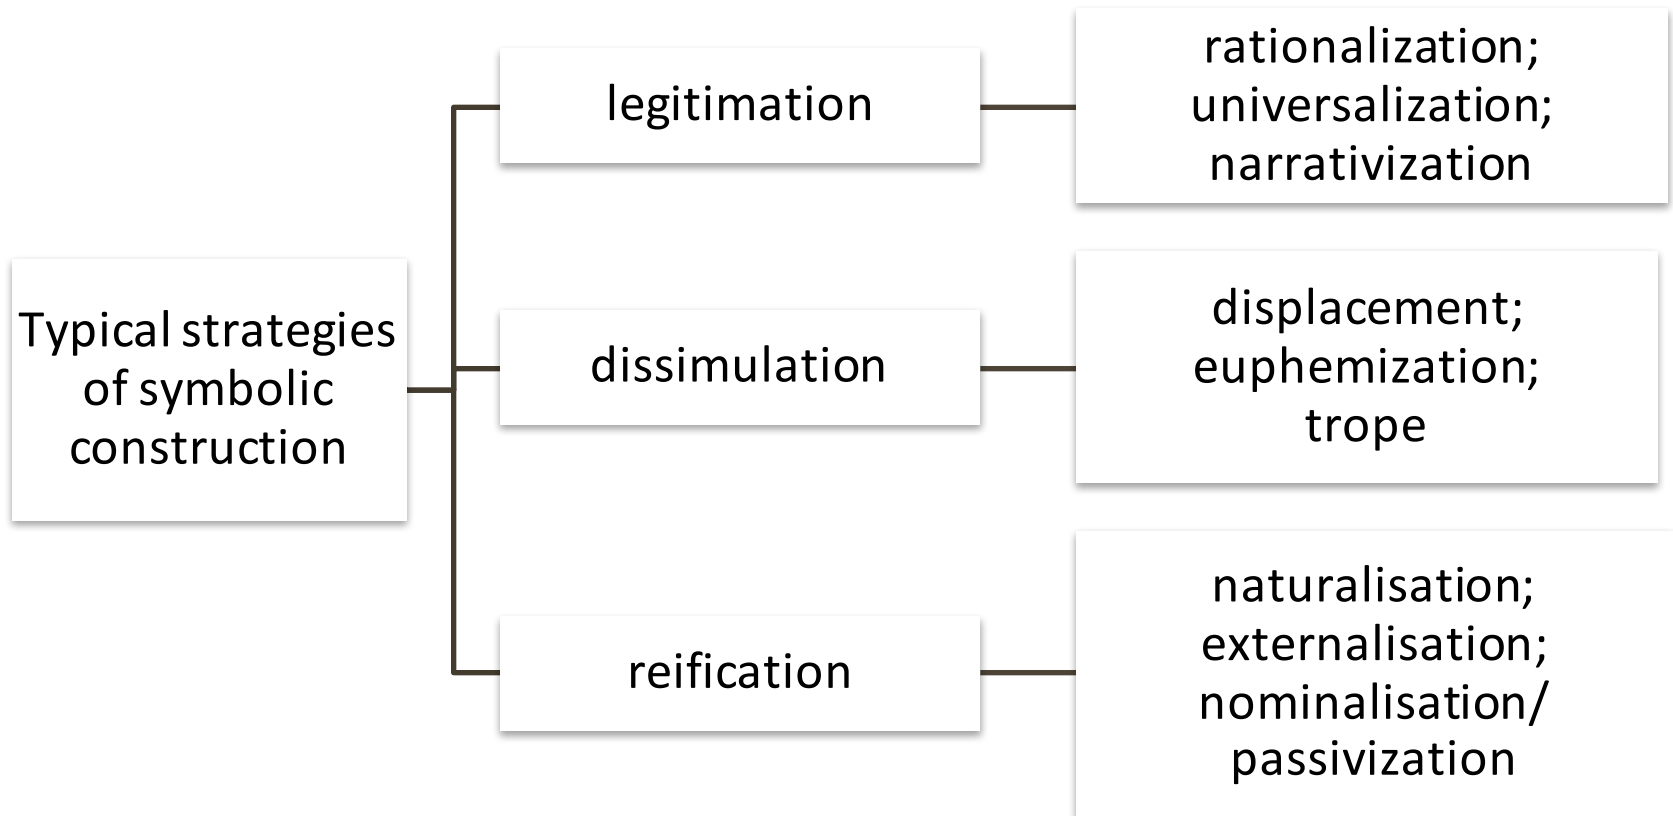 Typical strategies
of symbolic
construction
legitimation
rationalization;
universalization;
narrativization
dissimulation
displacement;
euphemization;
trope
reification
naturalisation;
externalisation;
nominalisation/
passivization